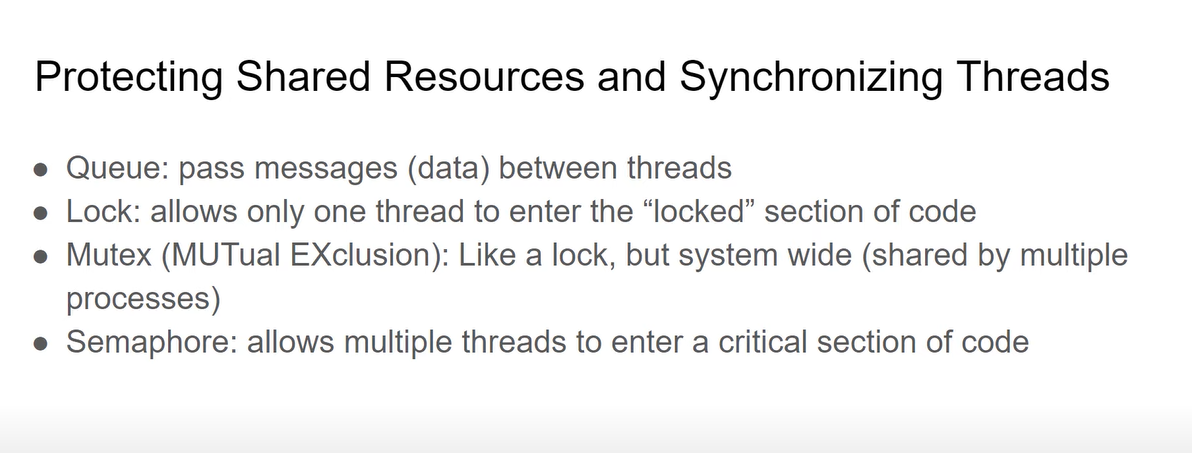 Protecting Shared Resources and Synchronizing Threads
● Queue: pass messages (data) between threads
● Lock: allows only one thread to enter the “locked” section of code
● Mutex (MUTual EXclusion): Like a lock, but system wide (shared by multiple
processes)
● Semaphore: allows multiple threads to enter a critical section of code